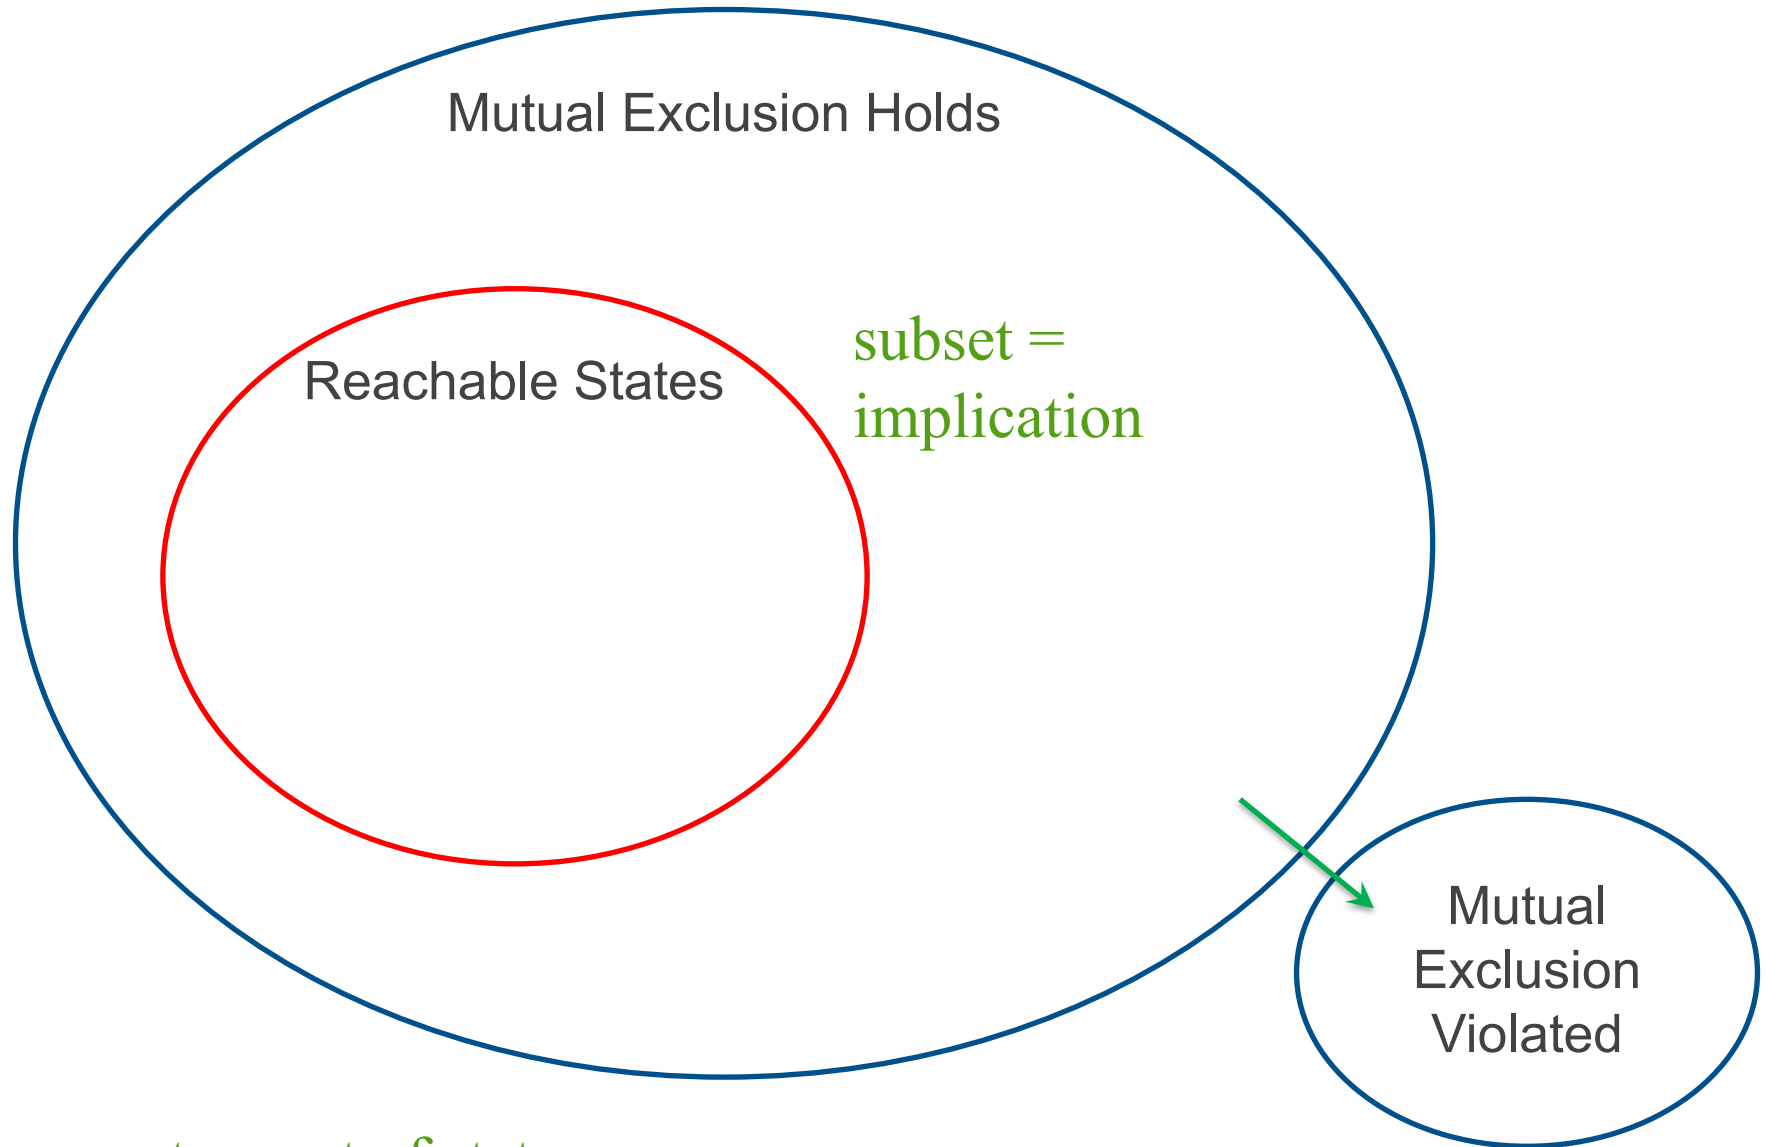 Mutual Exclusion Holds
subset =
implication
Reachable States
Mutual
Exclusion
Violated